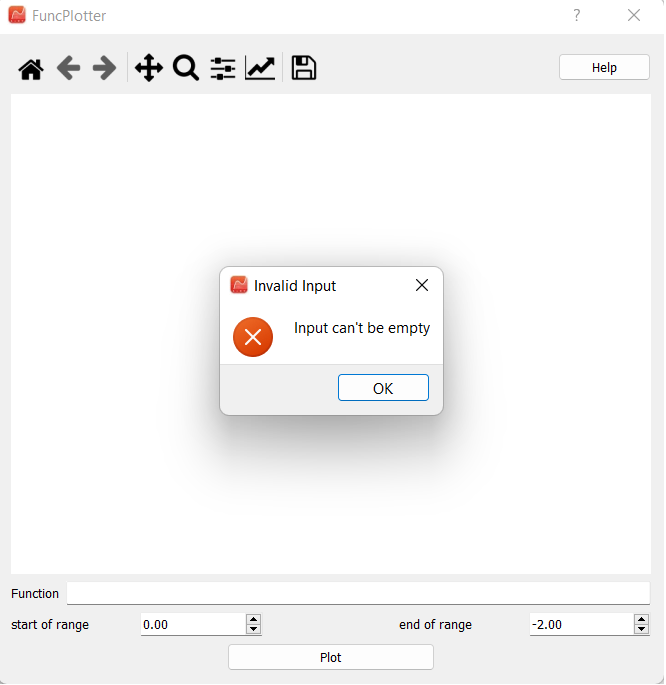 FuncPlotter
?
Help
Invalid Input
Input can't be empty
OK
Function
start of range 0.00 end of range -2.00
Plot